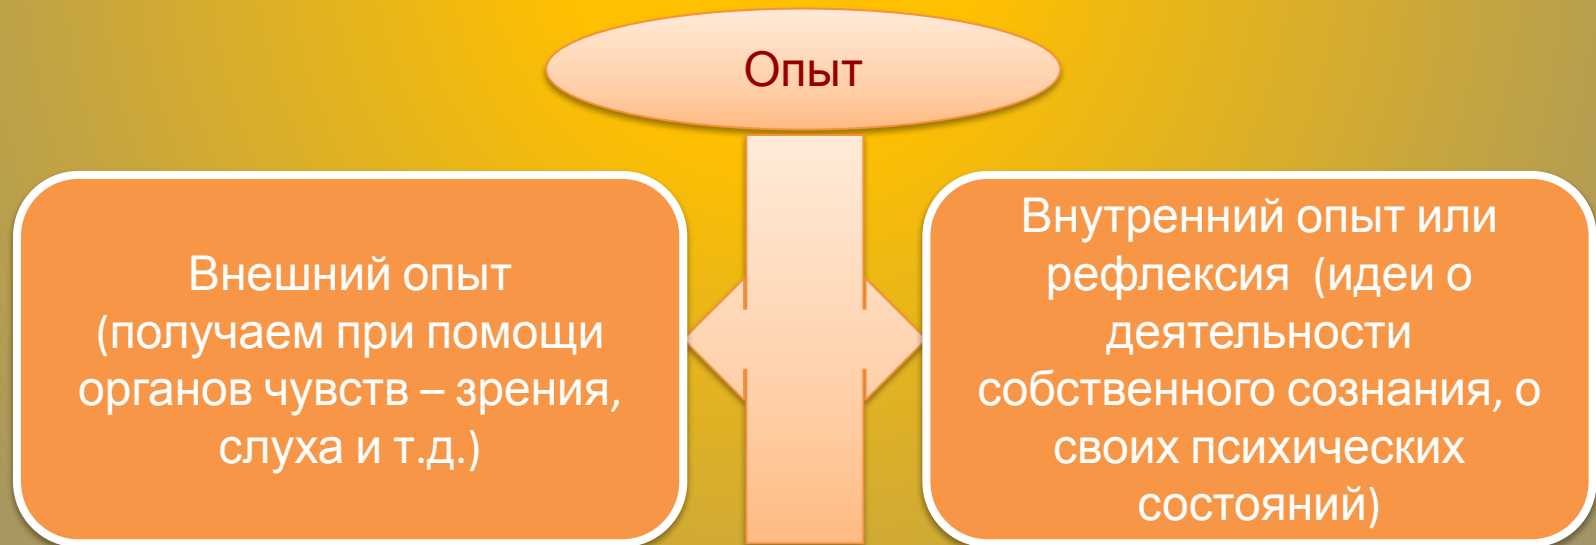 Опыт
Внешний опыт
(получаем при помощи
органов чувств – зрения,
слуха и т.д.)
Внутренний опыт или
рефлексия (идеи о
деятельности
собственного сознания, о
своих психических
состояний)